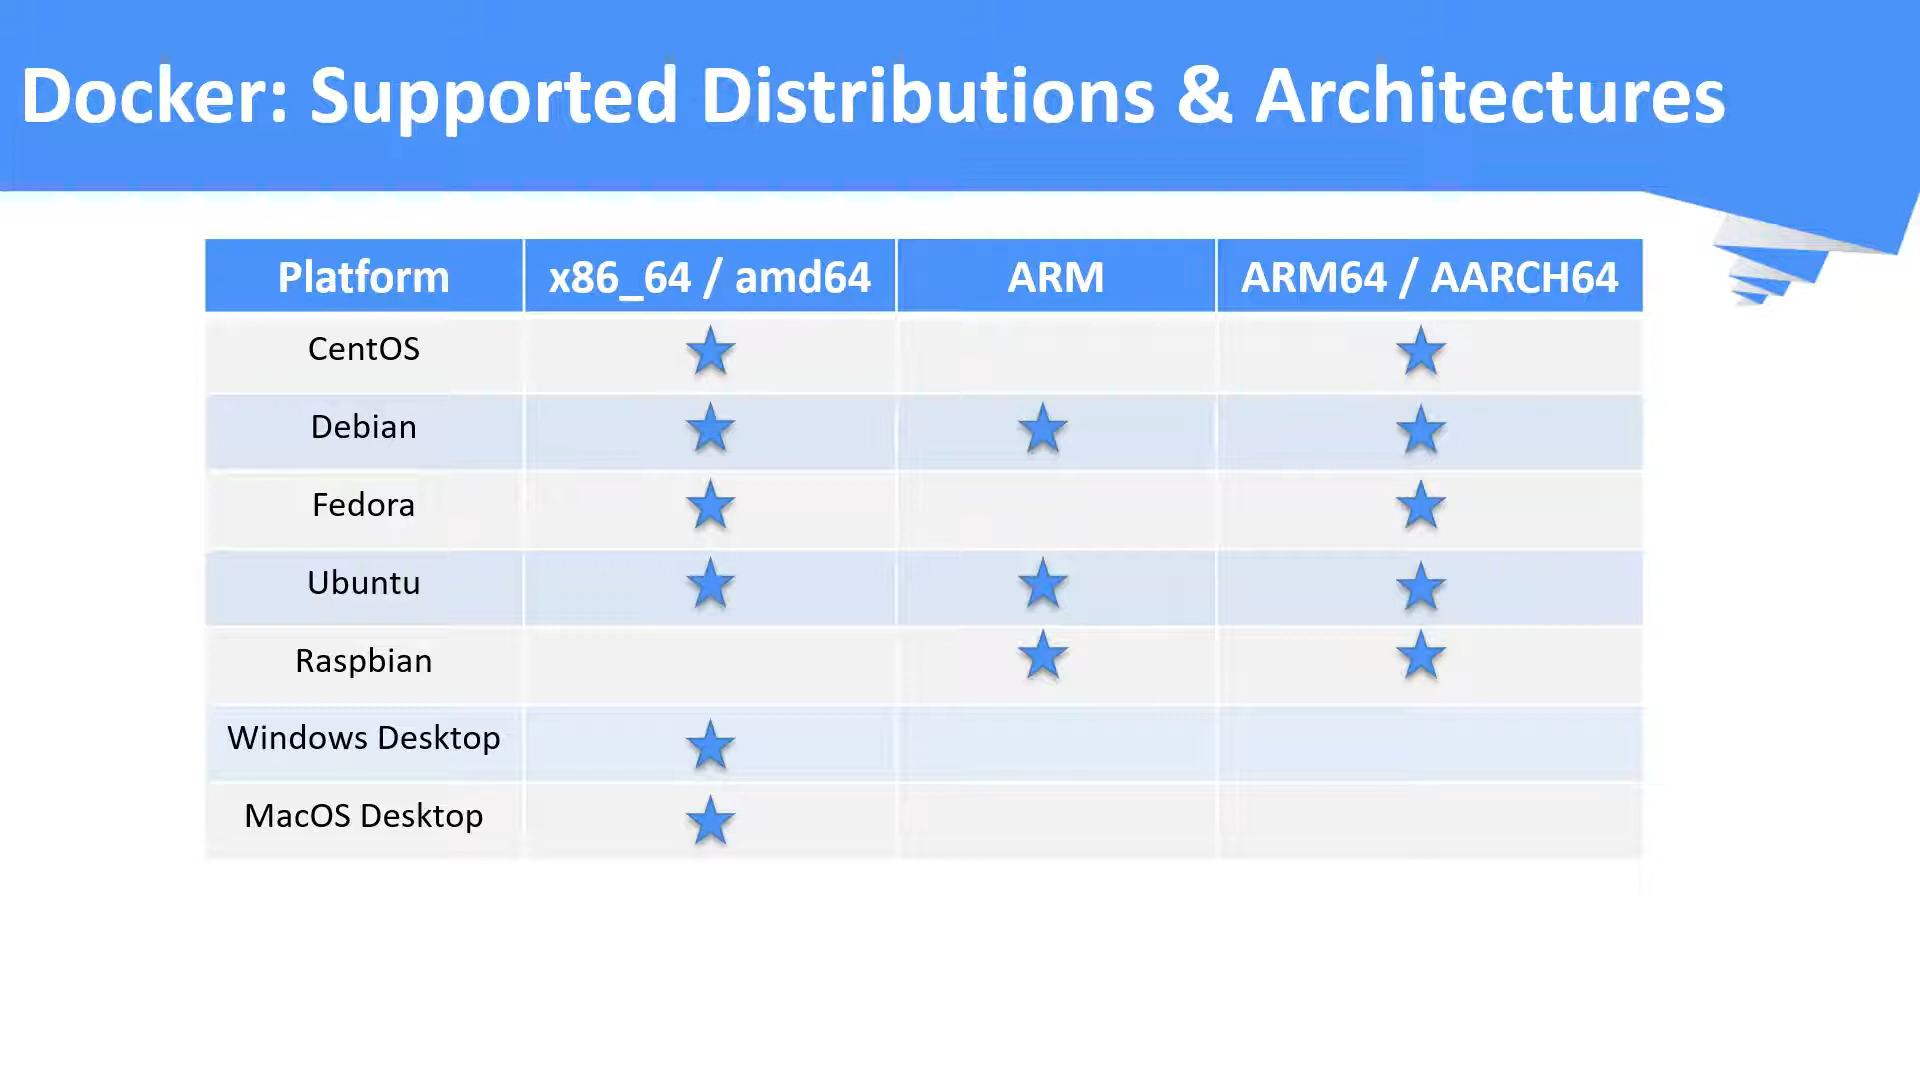 Docker: Supported Distributions & Architectures
Platform x86_64 / amd64 ARM ARM64 / AARCH64
CentOS
Debian
Fedora
Ubuntu
Raspbian
Windows Desktop
MacOS Desktop